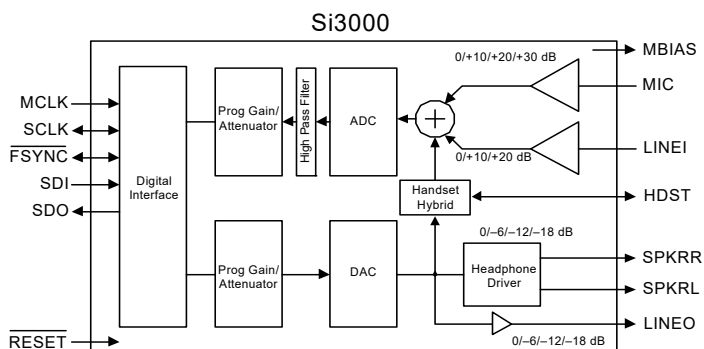 Si3000
0/+10/+20/+30 dB
MBIAS
MIC
MCLK
SCLK
FSYNC
SDI
SDO
RESET
Digital
Interface
Prog Gain/
Attenuator
High Pass Filter
ADC
+
0/+10/+20 dB
LINEI
Handset
Hybrid
HDST
Prog Gain/
Attenuator
DAC
0/–6/–12/–18 dB
Headphone
Driver
SPKRR
SPKRL
LINEO
0/–6/–12/–18 dB